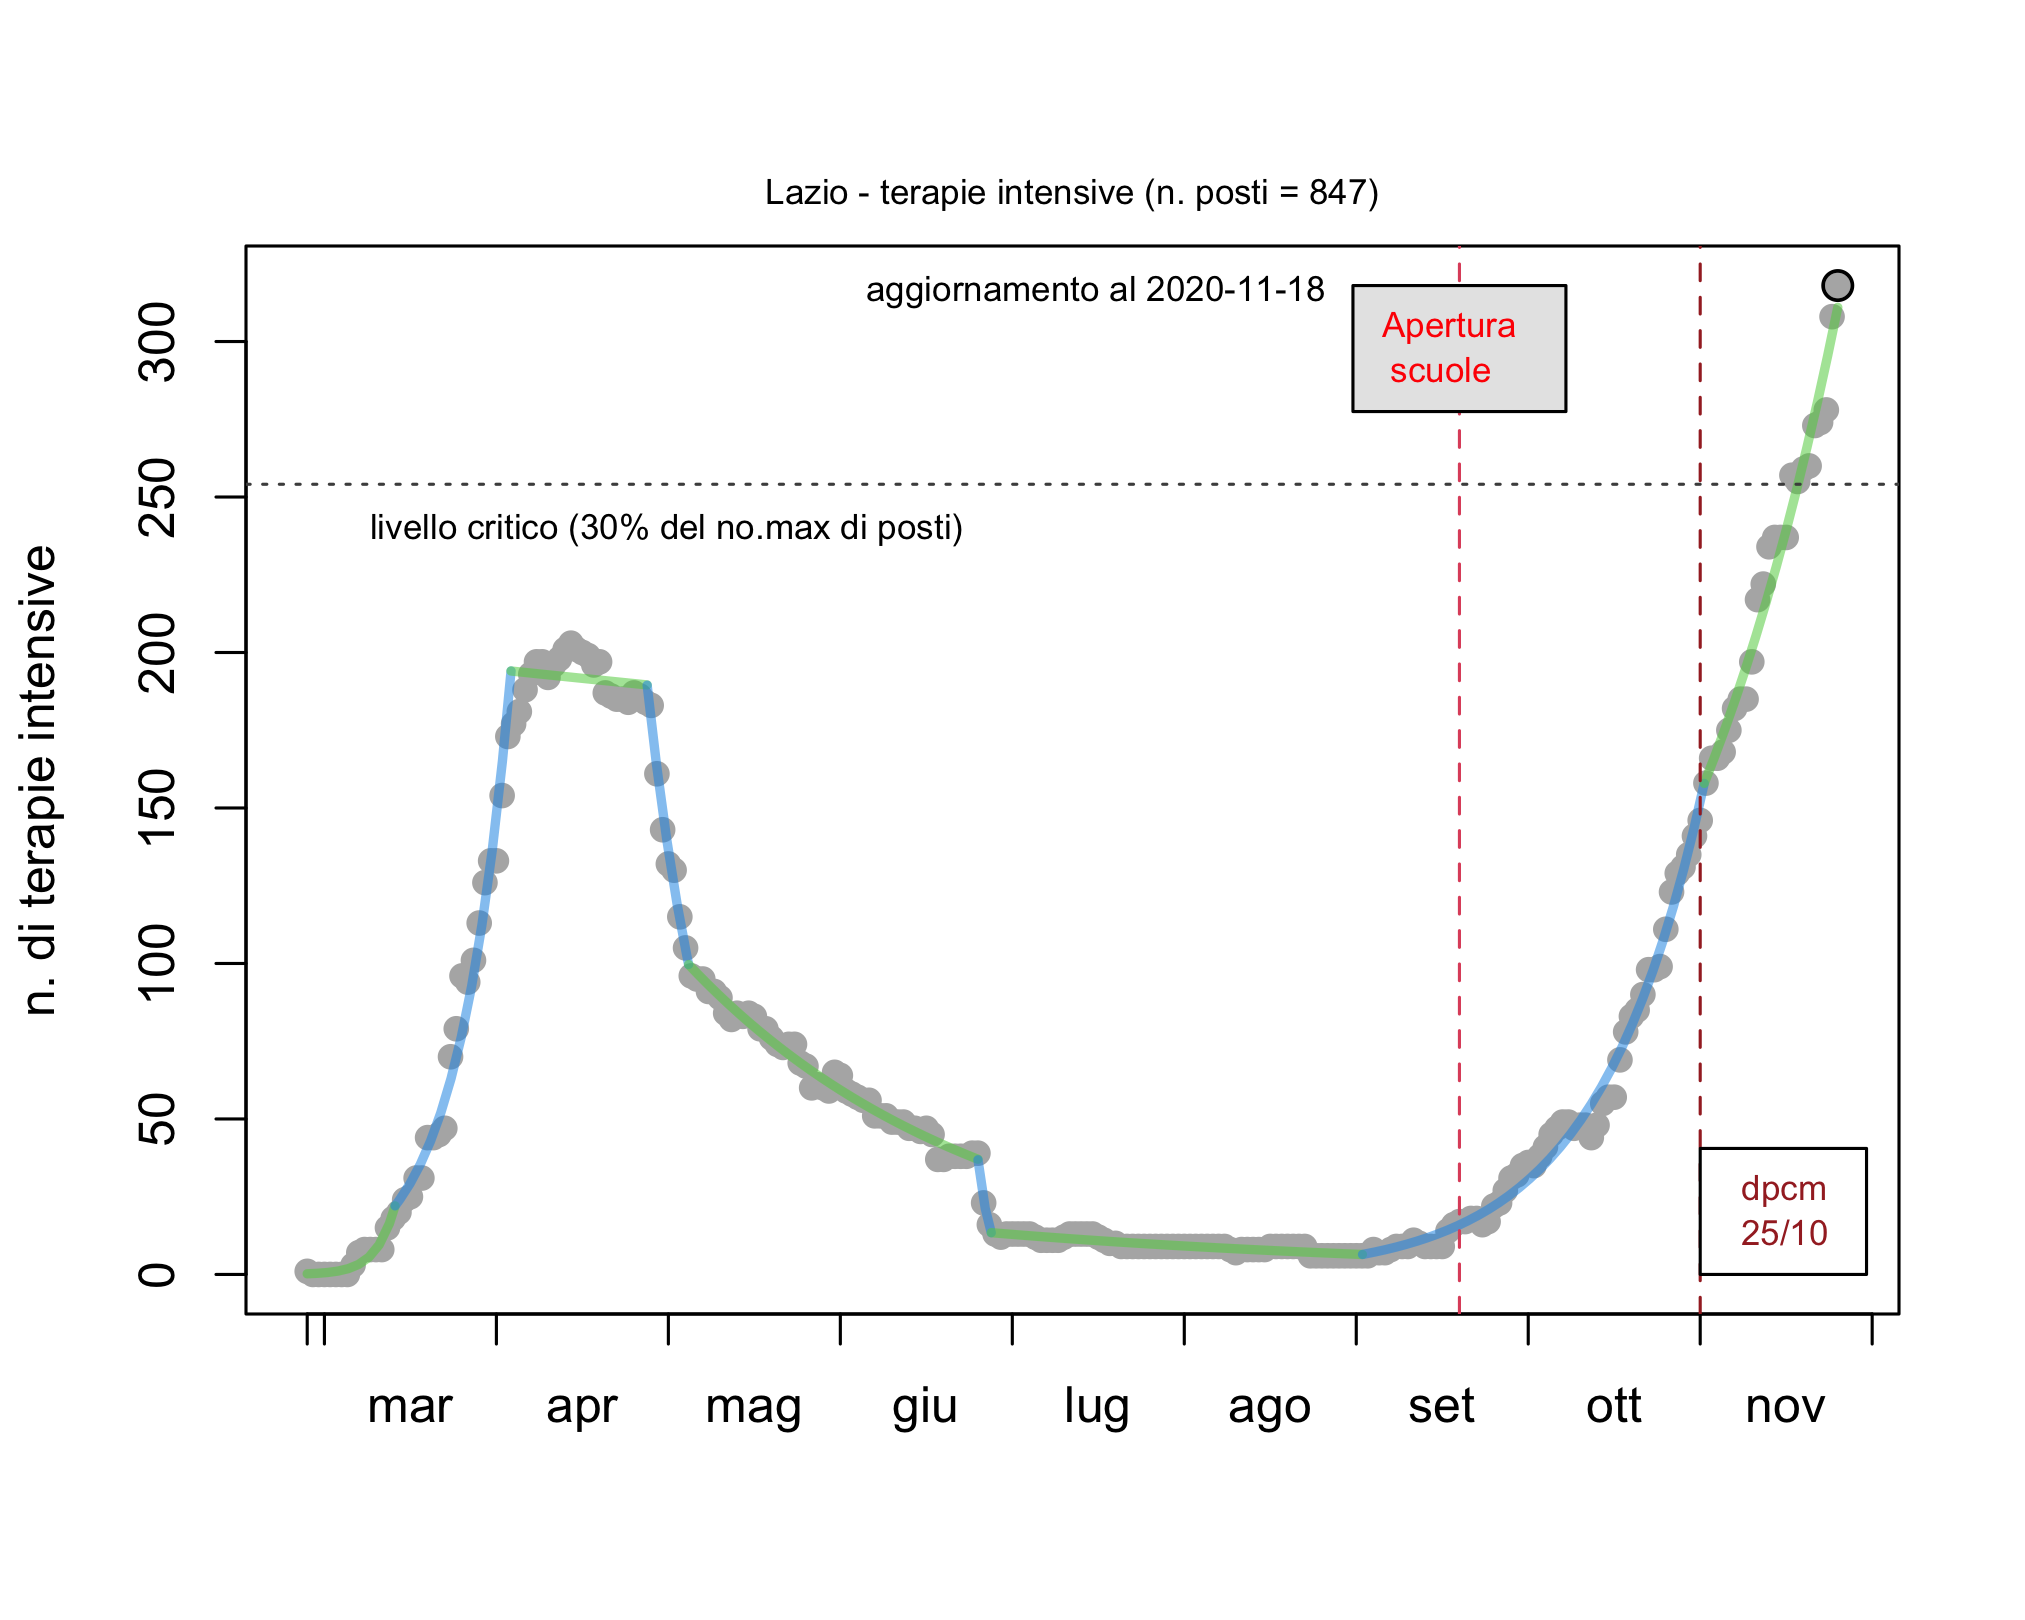 Lazio - terapie intensive (n. posti = 847)
aggiornamento al 2020-11-18
Apertura
scuole
livello critico (30% del no.max di posti)
dpcm
25/10
n. di terapie intensive
300
250
200
150
100
50
0
mar apr mag giu lug ago set ott nov